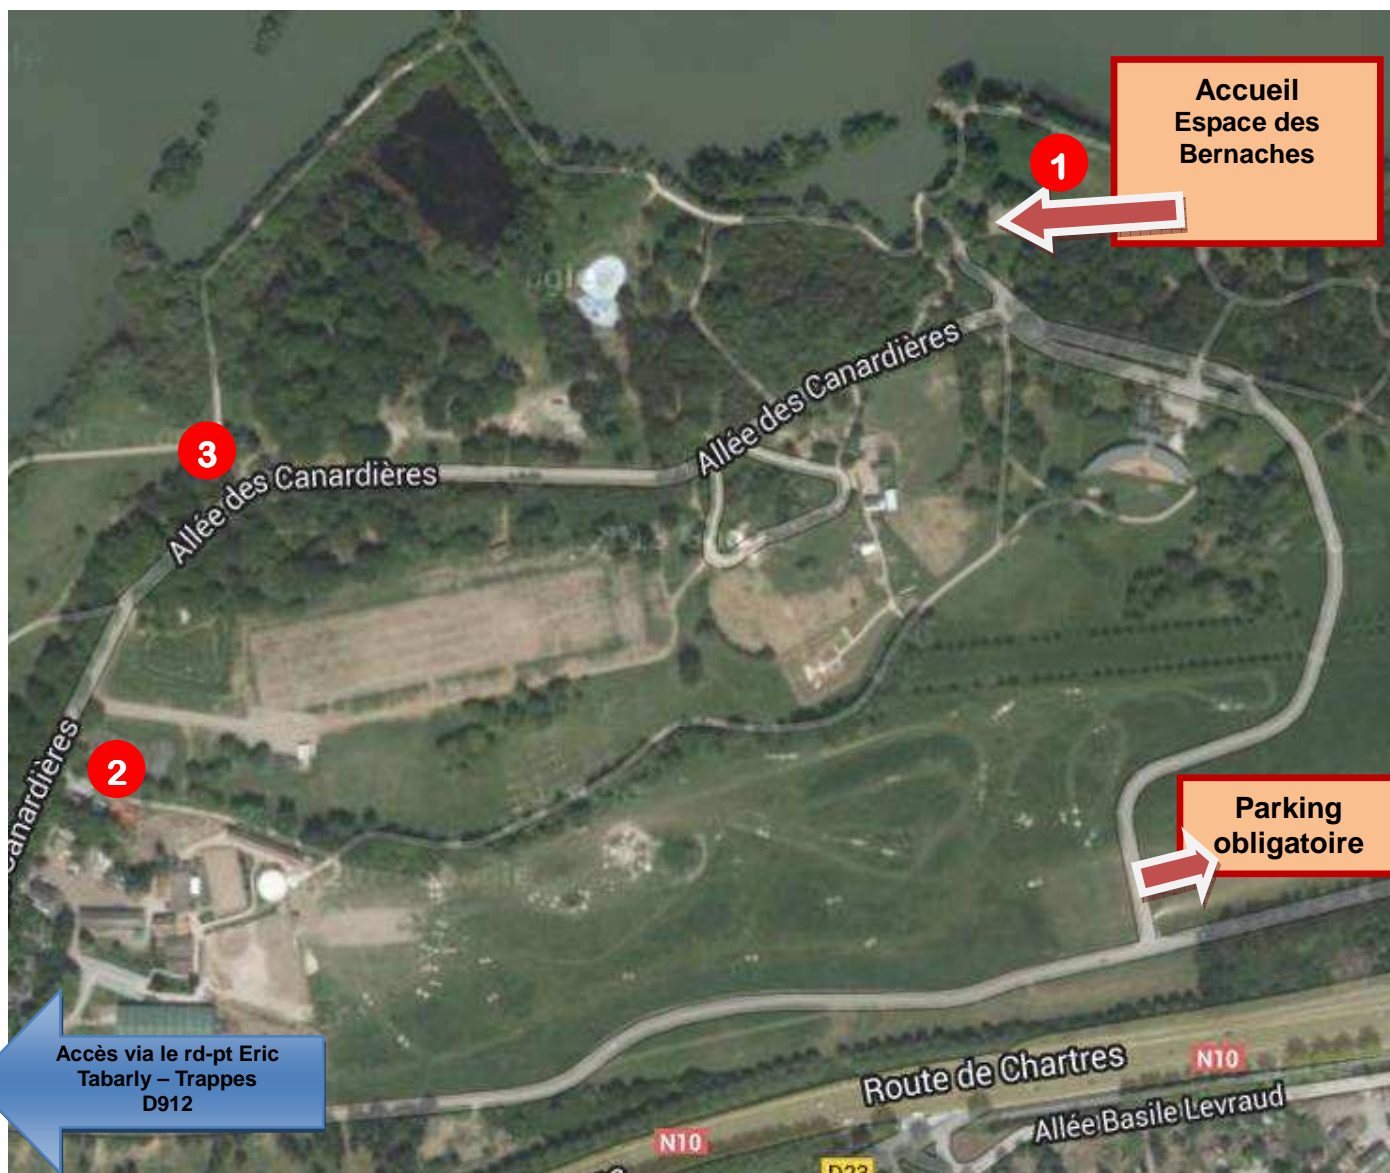 Accueil
Espace des
Bernaches
1
Allée des Canardières
3
Allée des Canardières
2
Canardières
Parking
obligatoire
Accès via le rd-pt Eric
Tabarly – Trappes
D912
Route de Chartres
N10
Allée Basile Levraud
N10
D23